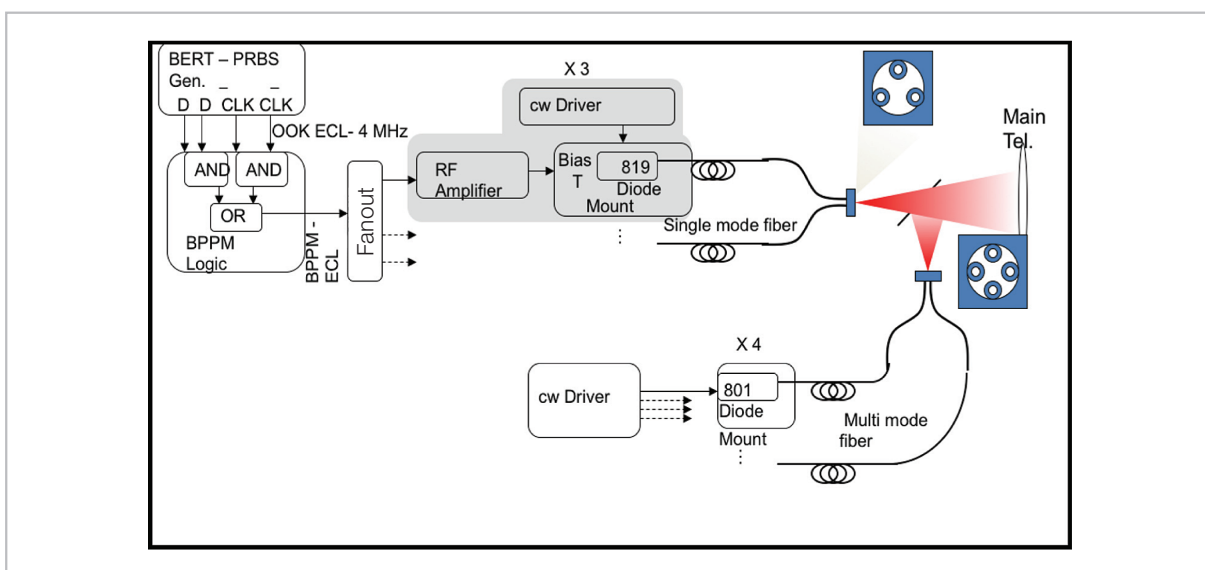 BERT – PRBS
Gen. _ _
D D CLK CLK
OOK ECL- 4 MHz
AND AND
OR
BPPM
Logic
BPPM -
ECL
Fanout
X 3
cw Driver
RF
Amplifier
Bias
T
819
Diode
Mount
Single mode fiber
Main
Tel.
X 4
cw Driver
801
Diode
Mount
Multi mode
fiber